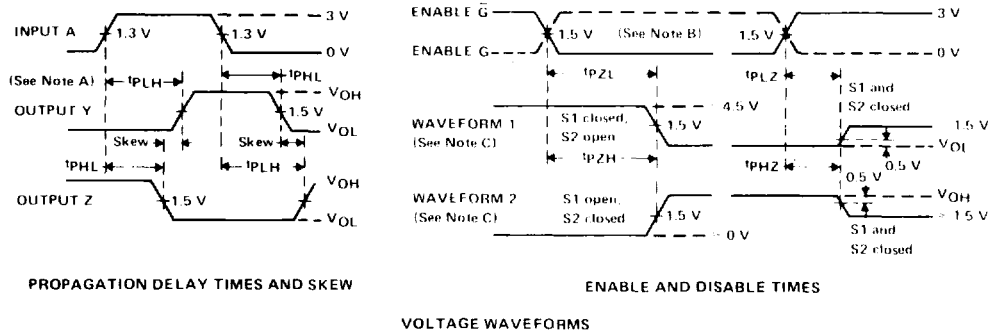 INPUT A
1.3 V
1.3 V
3 V
0 V
(See Note A)
tPLH
tPHL
OUTPUT Y
1.5 V
VOH
VOL
Skew
Skew
tPHL
tPLH
OUTPUT Z
1.5 V
VOH
VOL
PROPAGATION DELAY TIMES AND SKEW
ENABLE G̅
ENABLE G
1.5 V
(See Note B)
1.5 V
3 V
0 V
tPZL
tPLZ
S1 and
S2 closed
4.5 V
WAVEFORM 1
(See Note C)
S1 closed,
S2 open
1.5 V
1.5 V
VOL
0.5 V
tPZH
tPHZ
0.5 V
WAVEFORM 2
(See Note C)
S1 open,
S2 closed
1.5 V
0 V
VOH
1.5 V
S1 and
S2 closed
ENABLE AND DISABLE TIMES
VOLTAGE WAVEFORMS